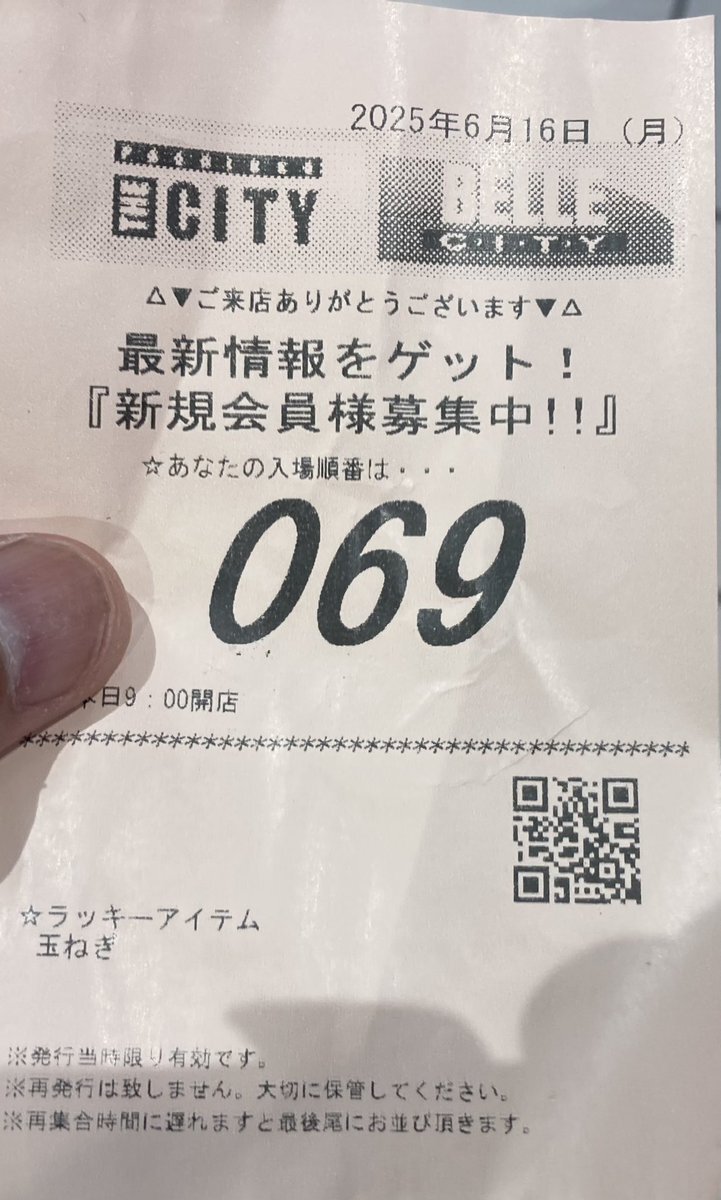 2025年6月16日 （月）
CITY
BELLE
CITY
△▼ご来店ありがとうございます▼△
最新情報をゲット！
『新規会員様募集中!!』
☆あなたの入場順番は・・・
069
日9：00開店
*******************************************
☆ラッキーアイテム
玉ねぎ
※発行当時限り有効です。
※再発行は致しません。大切に保管してください。
※再集合時間に遅れますと最後尾にお並び頂きます。